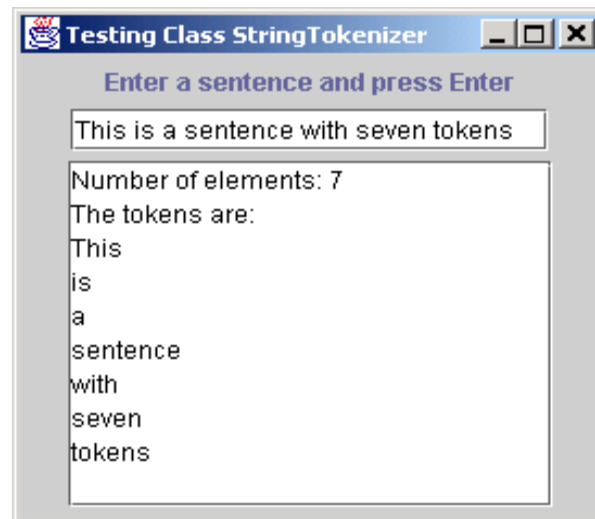 Testing Class StringTokenizer
Enter a sentence and press Enter
This is a sentence with seven tokens
Number of elements: 7
The tokens are:
This
is
a
sentence
with
seven
tokens